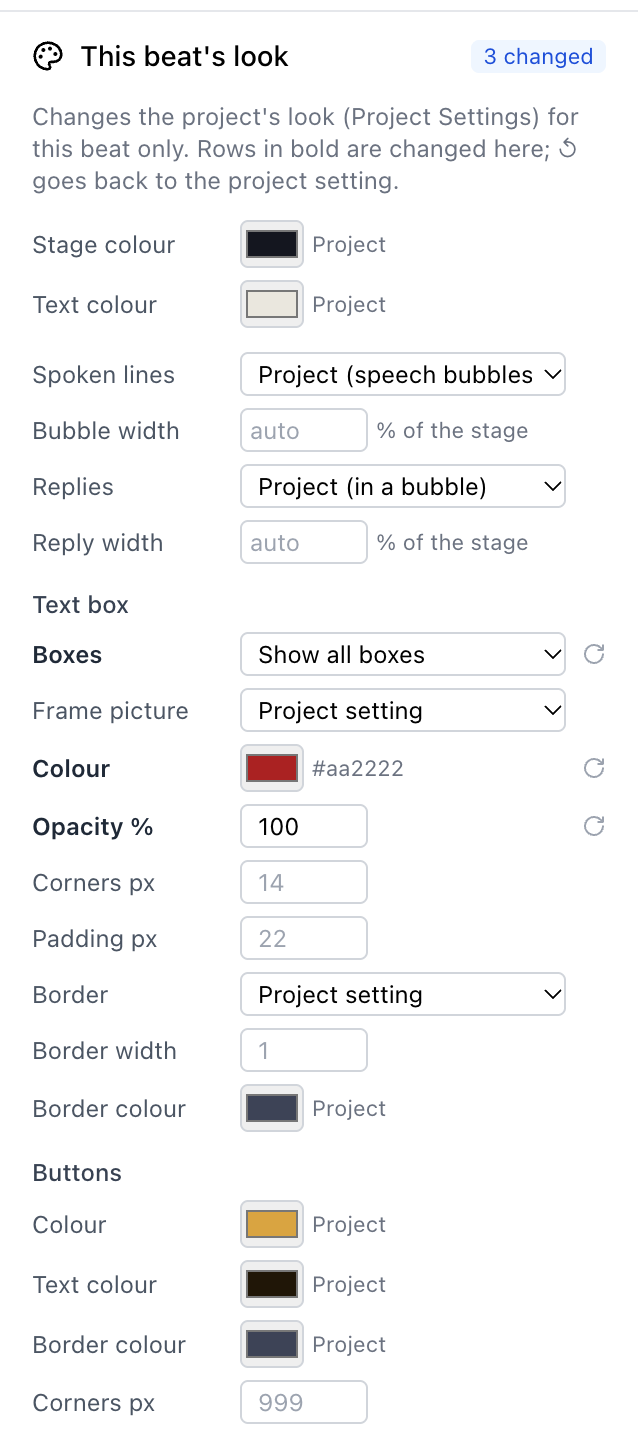 This beat's look 3 changed
Changes the project's look (Project Settings) for
this beat only. Rows in bold are changed here; ↺
goes back to the project setting.
Stage colour Project
Text colour Project
Spoken lines Project (speech bubbles
Bubble width auto % of the stage
Replies Project (in a bubble)
Reply width auto % of the stage
Text box
Boxes Show all boxes
Frame picture Project setting
Colour #aa2222
Opacity % 100
Corners px 14
Padding px 22
Border Project setting
Border width 1
Border colour Project
Buttons
Colour Project
Text colour Project
Border colour Project
Corners px 999